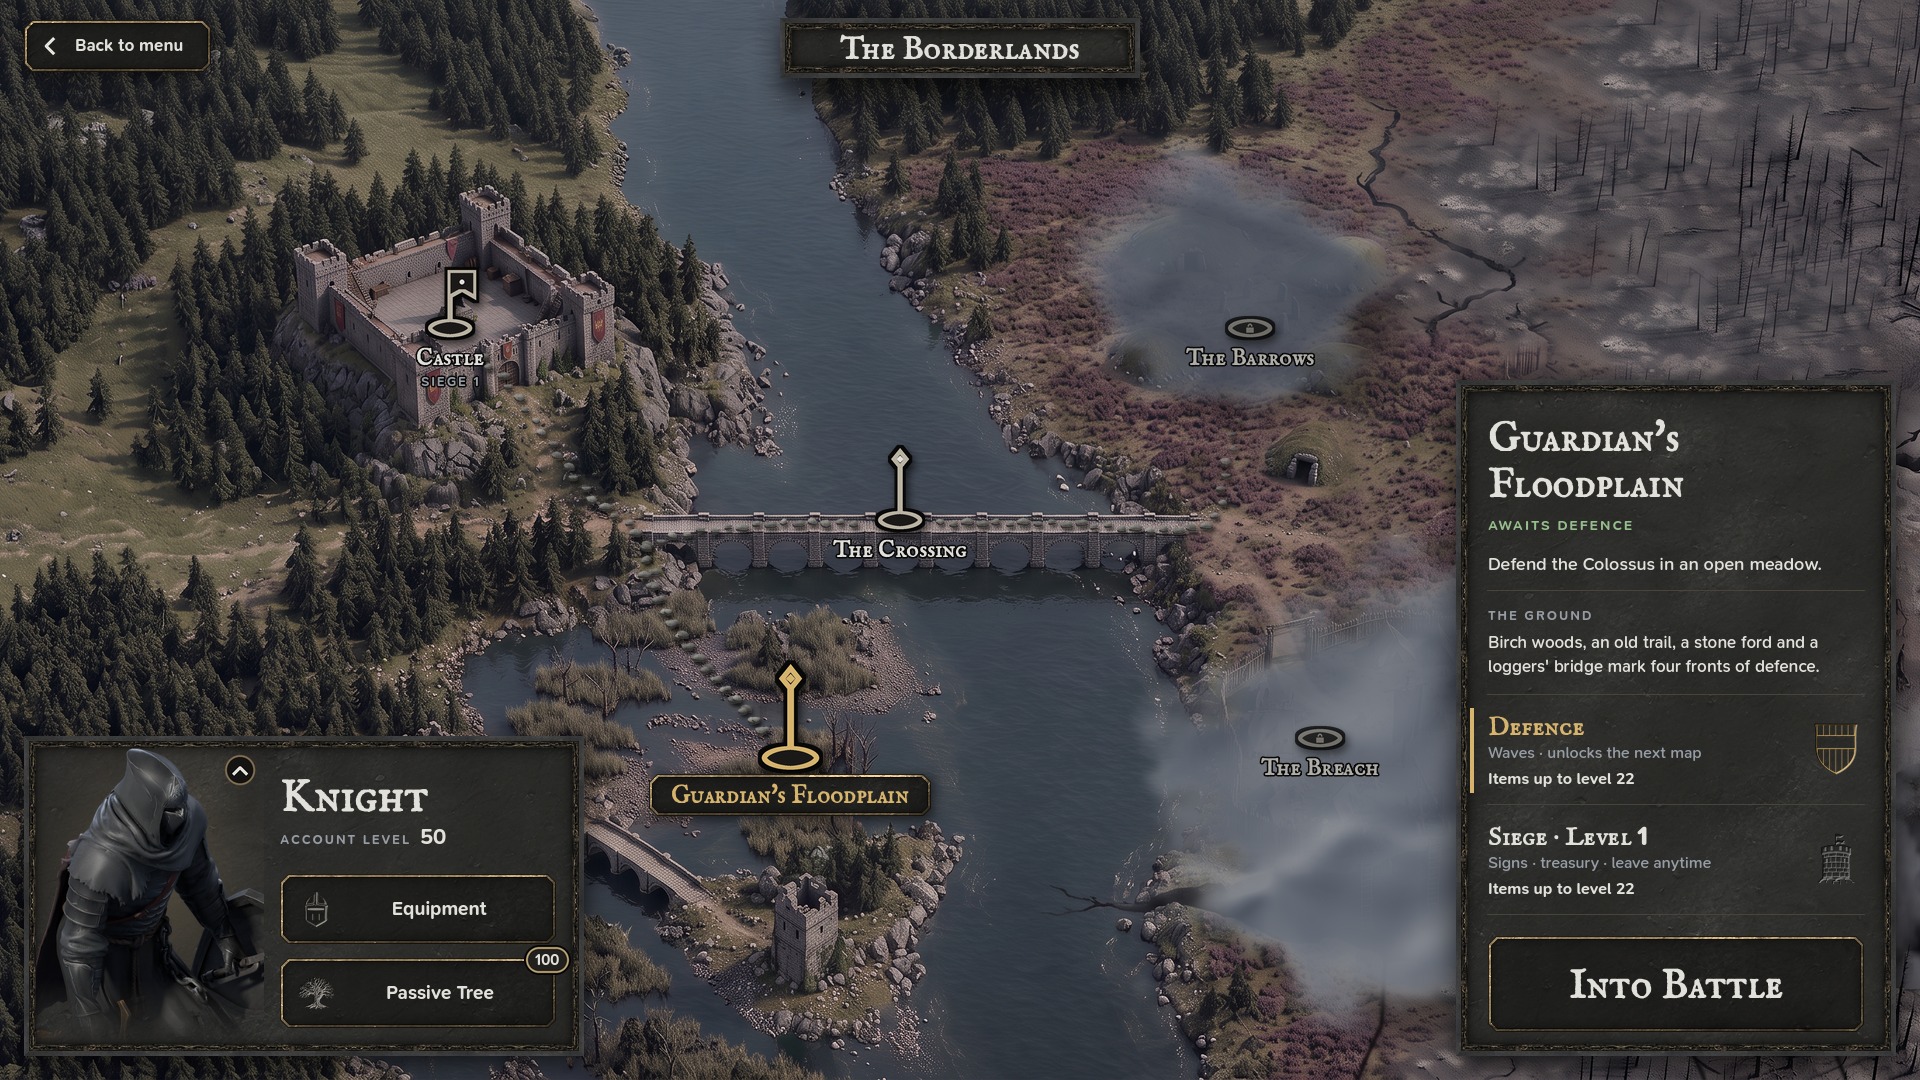 Back to menu
The Borderlands
Castle
SIEGE 1
The Barrows
The Crossing
Guardian's Floodplain
The Breach
Knight
ACCOUNT LEVEL 50
Equipment
100
Passive Tree
Guardian's
Floodplain
AWAITS DEFENCE
Defend the Colossus in an open meadow.
THE GROUND
Birch woods, an old trail, a stone ford and a
loggers' bridge mark four fronts of defence.
Defence
Waves · unlocks the next map
Items up to level 22
Siege · Level 1
Signs · treasury · leave anytime
Items up to level 22
Into Battle